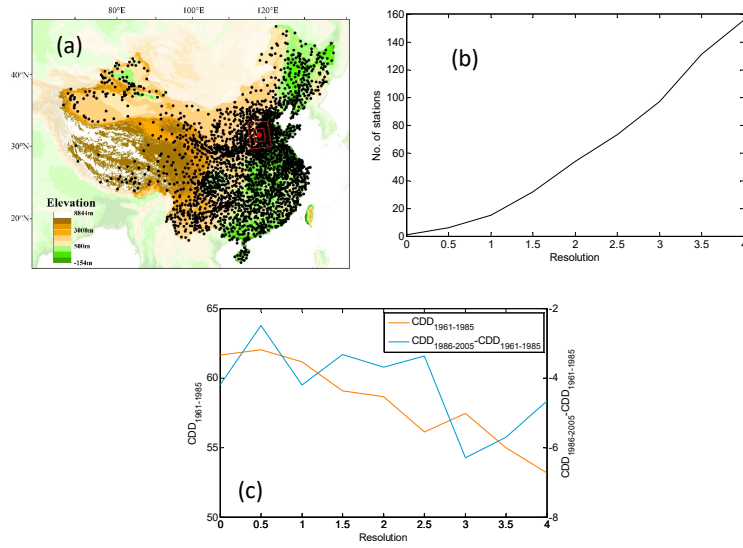 (a)
80°E 100°E 120°E
40°N
30°N
20°N
Elevation
8844m
3000m
500m
-154m
(b)
No. of stations
160
140
120
100
80
60
40
20
0
0 0.5 1 1.5 2 2.5 3 3.5 4
Resolution
(c)
CDD1961-1985
CDD1986-2005-CDD1961-1985
CDD1961-1985
65
60
55
50
CDD1986-2005-CDD1961-1985
-2
-4
-6
-8
0 0.5 1 1.5 2 2.5 3 3.5 4
Resolution